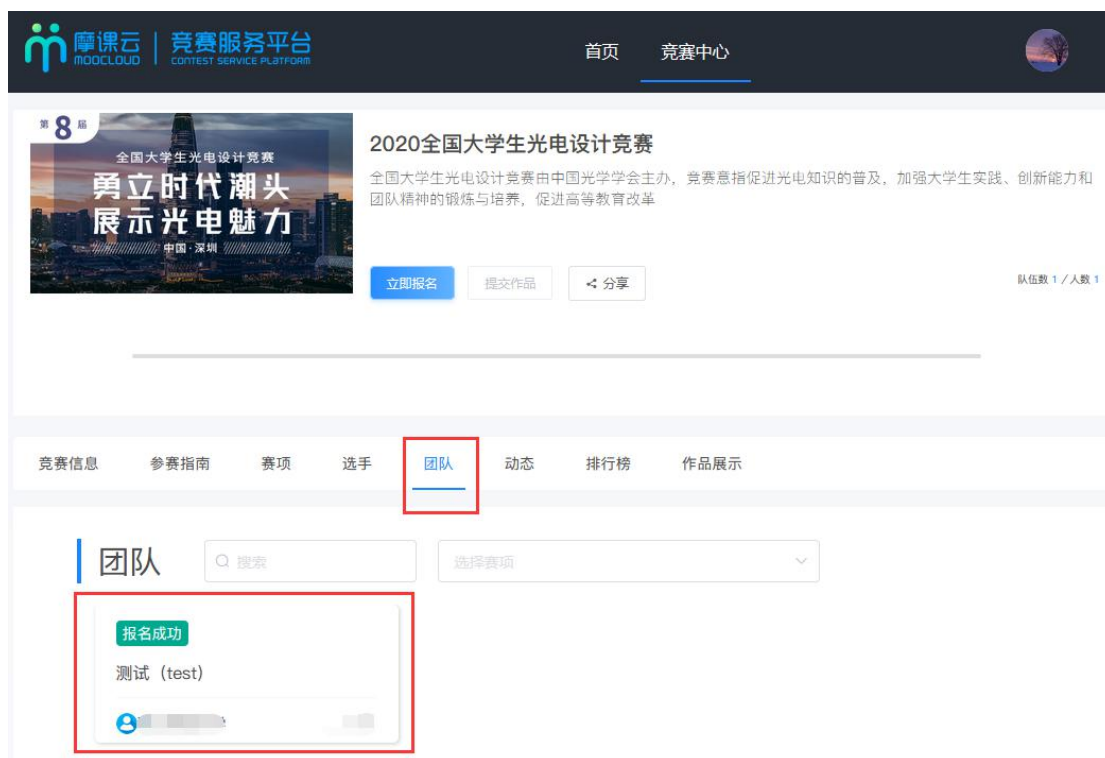 摩课云
MOOCLOUD
竞赛服务平台
CONTEST SERVICE PLATFORM
首页
竞赛中心
第8届
全国大学生光电设计竞赛
勇立时代潮头
展示光电魅力
中国·深圳
2020全国大学生光电设计竞赛
全国大学生光电设计竞赛由中国光学学会主办，竞赛意指促进光电知识的普及，加强大学生实践、创新能力和
团队精神的锻炼与培养，促进高等教育改革
立即报名
提交作品
分享
队伍数 1 / 人数 1
竞赛信息
参赛指南
赛项
选手
团队
动态
排行榜
作品展示
团队
搜索
选择赛项
报名成功
测试（test）